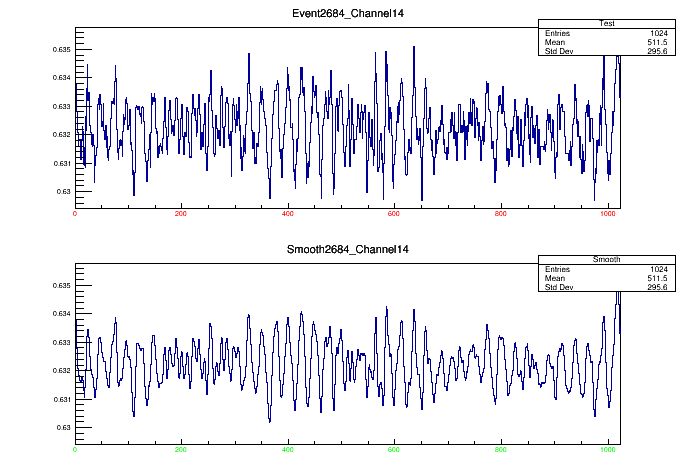 Event2684_Channel14
Test
Entries 1024
Mean 511.5
Std Dev 295.6
0.635
0.634
0.633
0.632
0.631
0.63
0 200 400 600 800 1000
Smooth2684_Channel14
Smooth
Entries 1024
Mean 511.5
Std Dev 295.6
0.635
0.634
0.633
0.632
0.631
0.63
0 200 400 600 800 1000